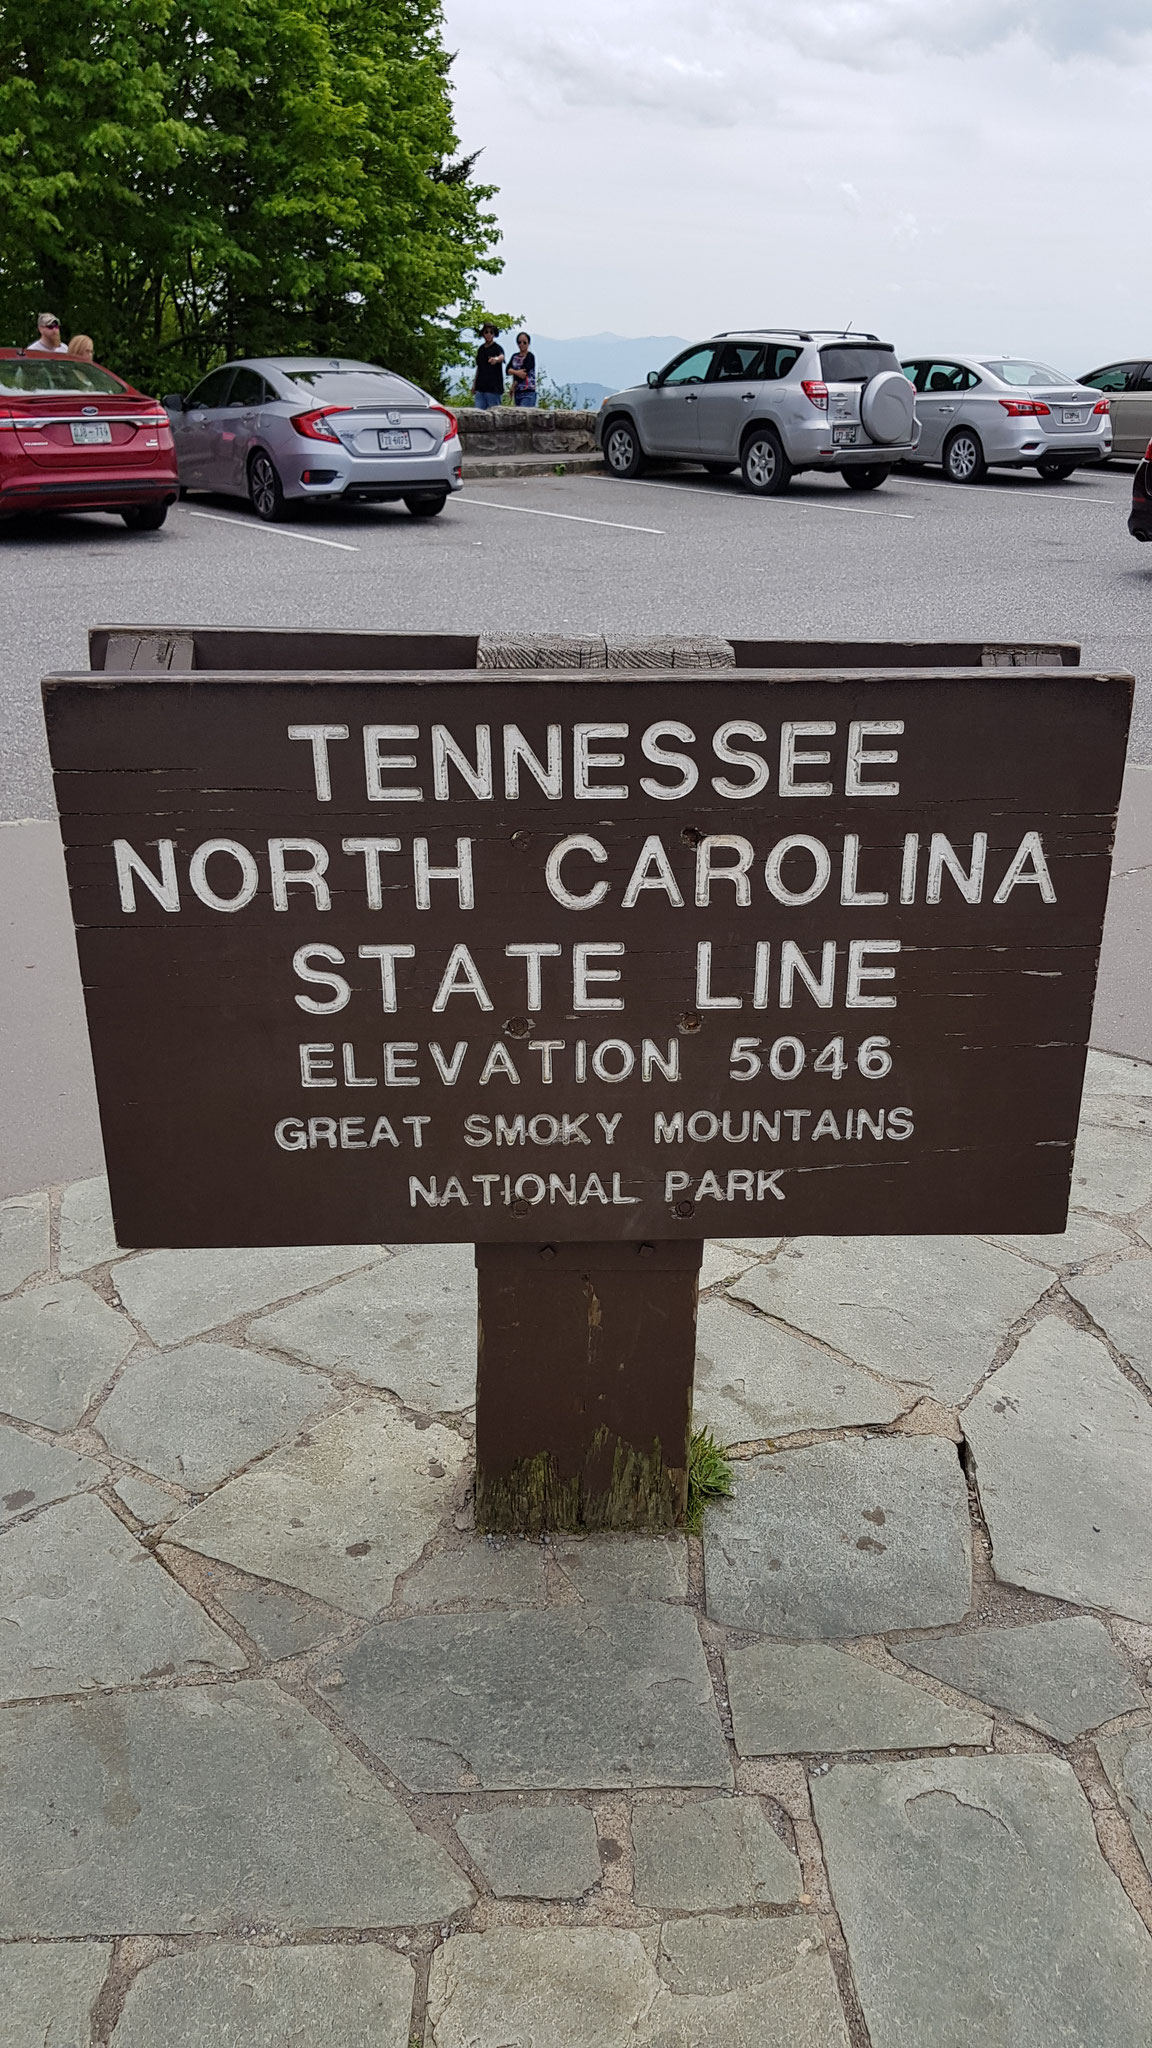 TENNESSEE
NORTH CAROLINA
STATE LINE
ELEVATION 5046
GREAT SMOKY MOUNTAINS
NATIONAL PARK